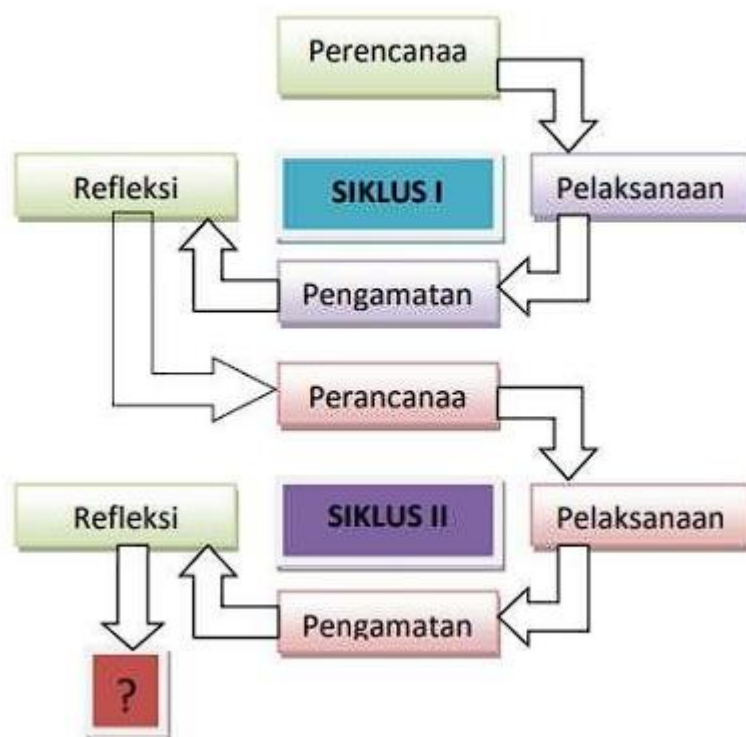 Perencanaa
Refleksi
SIKLUS I
Pelaksanaan
Pengamatan
Perancanaa
Refleksi
SIKLUS II
Pelaksanaan
Pengamatan
?